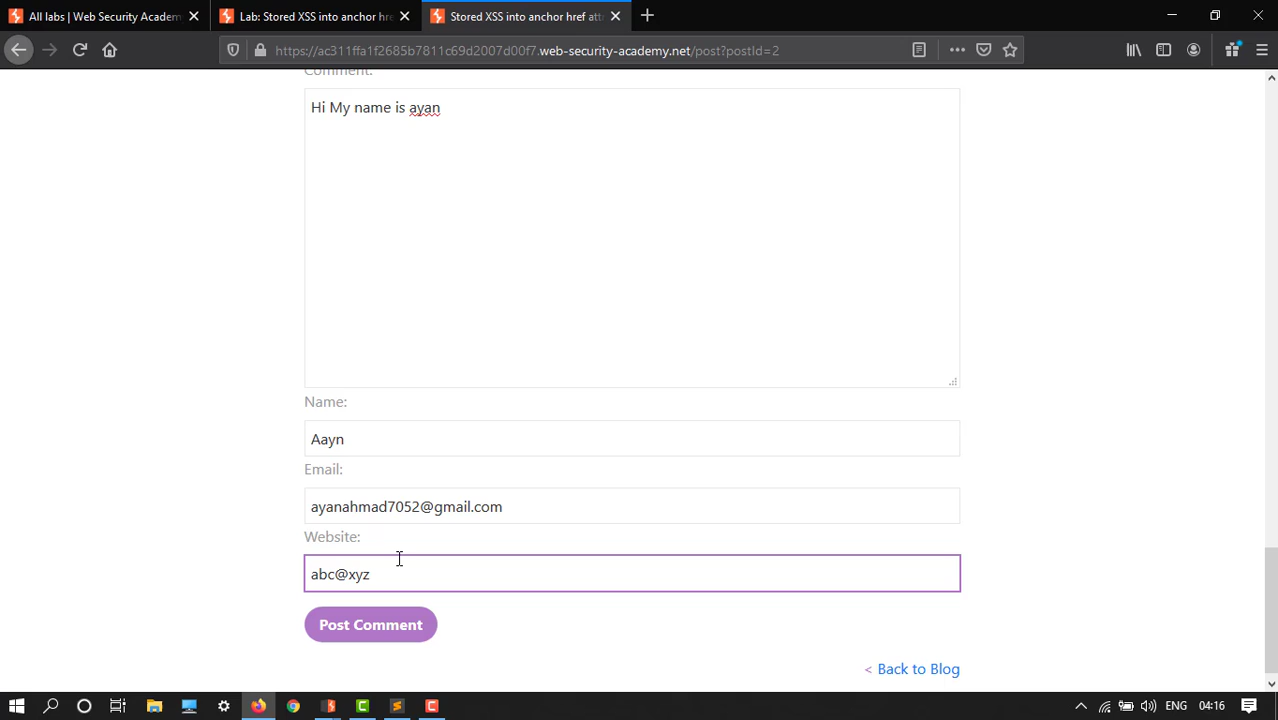 All labs | Web Security Academ
Lab: Stored XSS into anchor hre
Stored XSS into anchor href att
https://ac311ffa1f2685b7811c69d2007d00f7.web-security-academy.net/post?postId=2
Comment:
Hi My name is ayan
Name:
Aayn
Email:
ayanahmad7052@gmail.com
Website:
abc@xyz
Post Comment
< Back to Blog
ENG
04:16